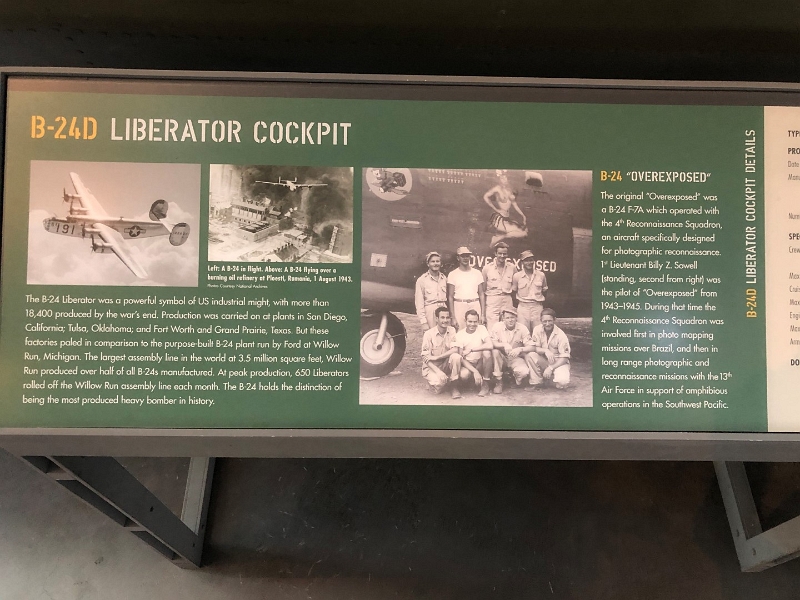 B-24D LIBERATOR COCKPIT
791
Left: A B-24 in flight. Above: A B-24 flying over a
burning oil refinery at Ploesti, Romania, 1 August 1943.
Photos Courtesy National Archives
The B-24 Liberator was a powerful symbol of US industrial might, with more than
18,400 produced by the war's end. Production was carried on at plants in San Diego,
California; Tulsa, Oklahoma; and Fort Worth and Grand Prairie, Texas. But these
factories paled in comparison to the purpose-built B-24 plant run by Ford at Willow
Run, Michigan. The largest assembly line in the world at 3.5 million square feet, Willow
Run produced over half of all B-24s manufactured. At peak production, 650 Liberators
rolled off the Willow Run assembly line each month. The B-24 holds the distinction of
being the most produced heavy bomber in history.
OVEREXPOSED
B-24 "OVEREXPOSED"
The original "Overexposed" was
a B-24 F-7A which operated with
the 4th Reconnaissance Squadron,
an aircraft specifically designed
for photographic reconnaissance.
1st Lieutenant Billy Z. Sowell
(standing, second from right) was
the pilot of "Overexposed" from
1943–1945. During that time the
4th Reconnaissance Squadron was
involved first in photo mapping
missions over Brazil, and then in
long range photographic and
reconnaissance missions with the 13th
Air Force in support of amphibious
operations in the Southwest Pacific.
B-24D LIBERATOR COCKPIT DETAILS